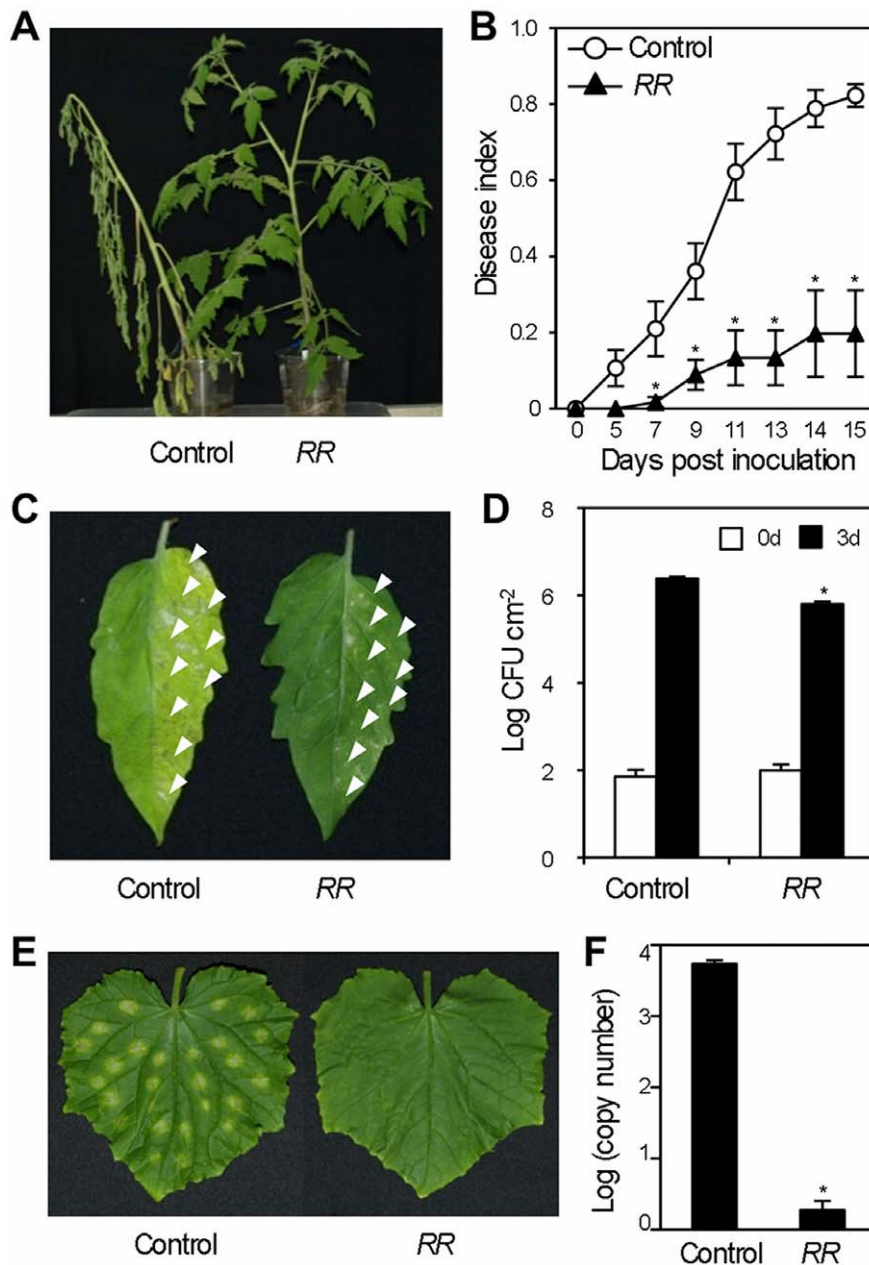 A
Control RR
B
Disease index
1.0
0.8
0.6
0.4
0.2
0
Control
RR
* * * * * *
0 5 7 9 11 13 14 15
Days post inoculation
C
Control RR
D
Log CFU cm-2
8
6
4
2
0
0d 3d
*
Control RR
E
Control RR
F
Log (copy number)
4
3
2
1
0
*
Control RR